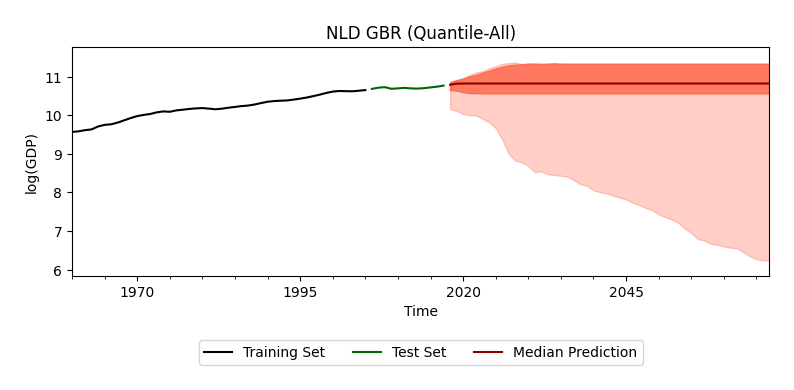 NLD GBR (Quantile-All)
11
10
9
8
7
6
log(GDP)
1970
1995
2020
2045
Time
Training Set
Test Set
Median Prediction